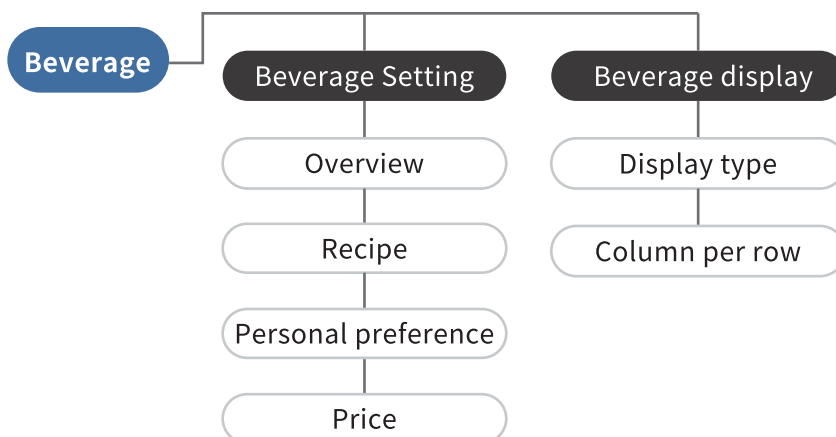 Beverage
Beverage Setting
Overview
Recipe
Personal preference
Price
Beverage display
Display type
Column per row